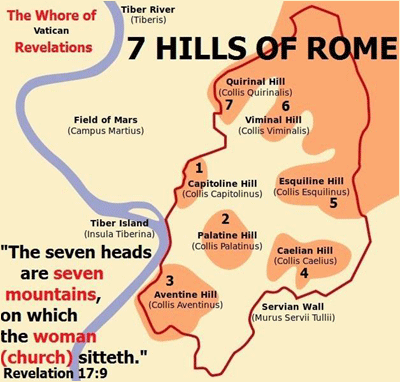 The Whore of
Vatican
Revelations
Tiber River
(Tiberis)
7 HILLS OF ROME
Quirinal Hill
(Collis Quirinalis)
7
6
Viminal Hill
(Collis Viminalis)
Field of Mars
(Campus Martius)
1
Capitoline Hill
(Collis Capitolinus)
Esquiline Hill
(Collis Esquilinus)
5
Tiber Island
(Insula Tiberina)
2
Palatine Hill
(Collis Palatinus)
Caelian Hill
(Collis Caelius)
4
3
Aventine Hill
(Collis Aventinus)
Servian Wall
(Murus Servii Tullii)
"The seven heads
are seven
mountains,
on which
the woman
(church) sitteth."
Revelation 17:9